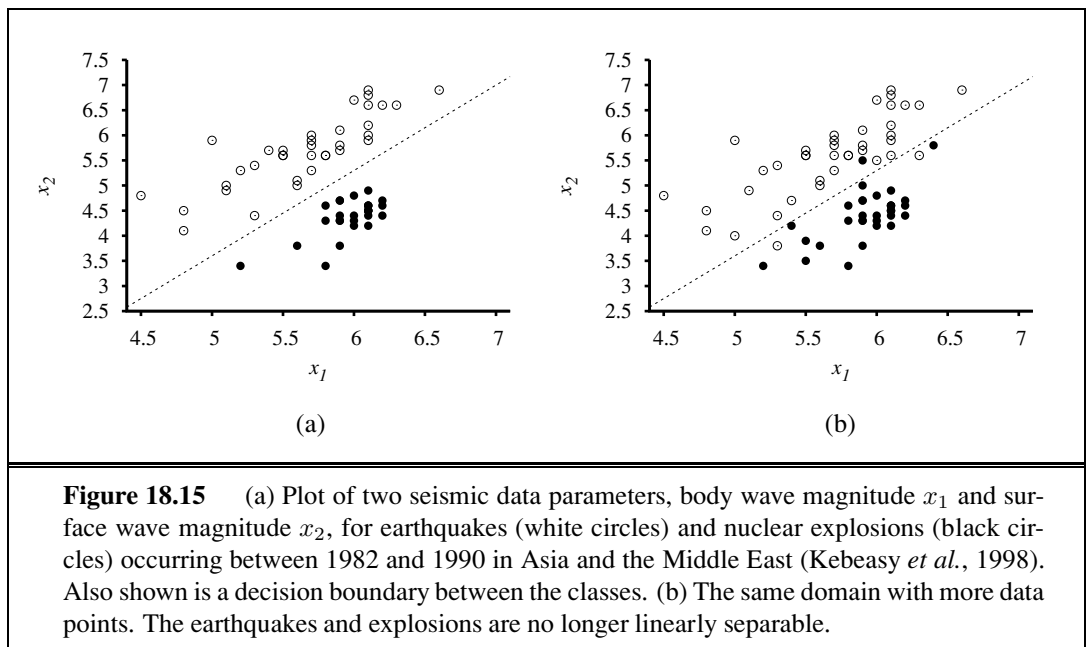 7.5 7.5
7 7
6.5 6.5
6 6
5.5 5.5
x2 5 x2 5
4.5 4.5
4 4
3.5 3.5
3 3
2.5 2.5
4.5 5 5.5 6 6.5 7 4.5 5 5.5 6 6.5 7
x1 x1
(a) (b)
Figure 18.15 (a) Plot of two seismic data parameters, body wave magnitude x1 and sur-
face wave magnitude x2, for earthquakes (white circles) and nuclear explosions (black cir-
cles) occurring between 1982 and 1990 in Asia and the Middle East (Kebeasy et al., 1998).
Also shown is a decision boundary between the classes. (b) The same domain with more data
points. The earthquakes and explosions are no longer linearly separable.